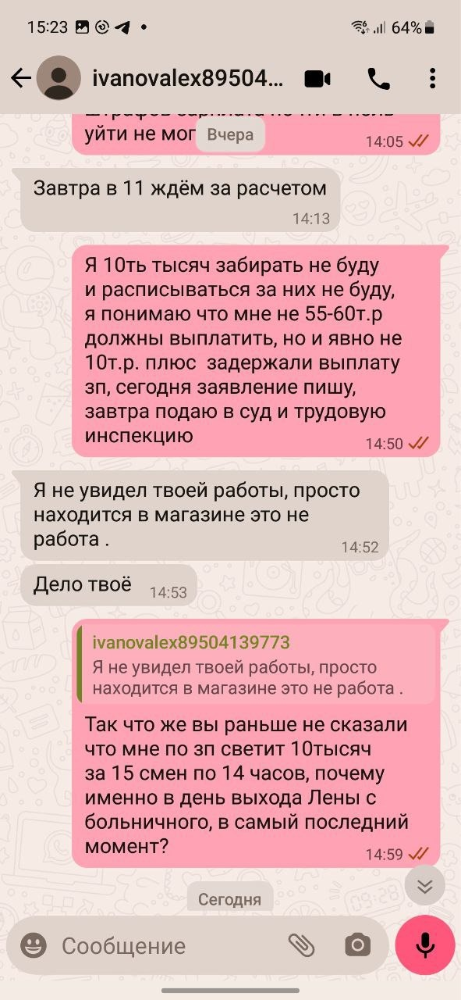 15:23
64%
ivanovalex89504...
уйти не мог
Вчера
14:05
Завтра в 11 ждём за расчетом
14:13
Я 10ть тысяч забирать не буду
и расписываться за них не буду,
я понимаю что мне не 55-60т.р
должны выплатить, но и явно не
10т.р. плюс  задержали выплату
зп, сегодня заявление пишу,
завтра подаю в суд и трудовую
инспекцию
14:50
Я не увидел твоей работы, просто
находится в магазине это не
работа .
14:52
Дело твоё
14:53
ivanovalex89504139773
Я не увидел твоей работы, просто
находится в магазине это не работа .
Так что же вы раньше не сказали
что мне по зп светит 10тысяч
за 15 смен по 14 часов, почему
именно в день выхода Лены с
больничного, в самый последний
момент?
14:59
Сегодня
Сообщение